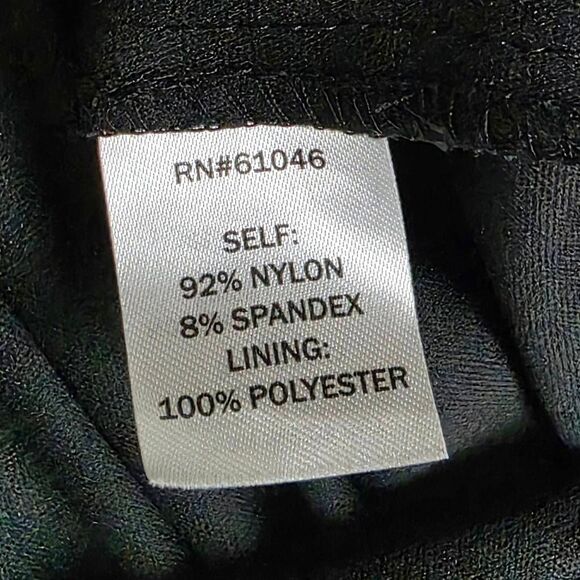 RN#61046
SELF:
92% NYLON
8% SPANDEX
LINING:
100% POLYESTER